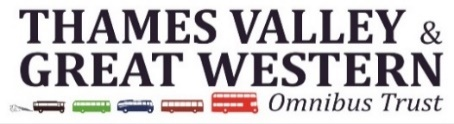 THAMES VALLEY &
GREAT WESTERN
Omnibus Trust